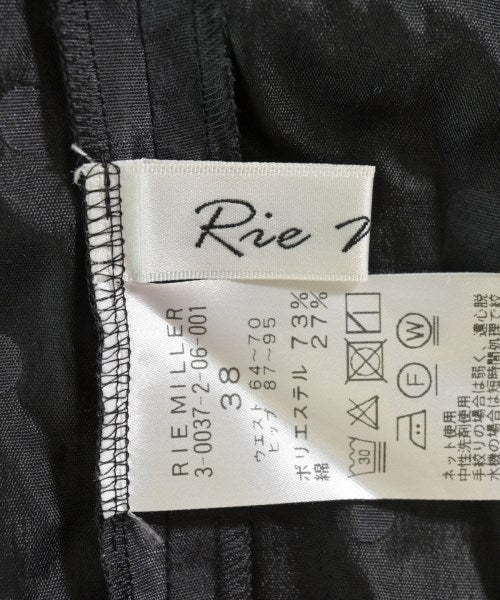 Rie
RIE MILLER
3-0037-2-06-001
38
ウエスト 64～70
ヒップ 87～95
ポリエステル 73%
綿 27%
30
W
F
ネット使用
中性洗剤使用
手絞りの場合は弱く、遠心脱
水機の場合は短時間処理で絞